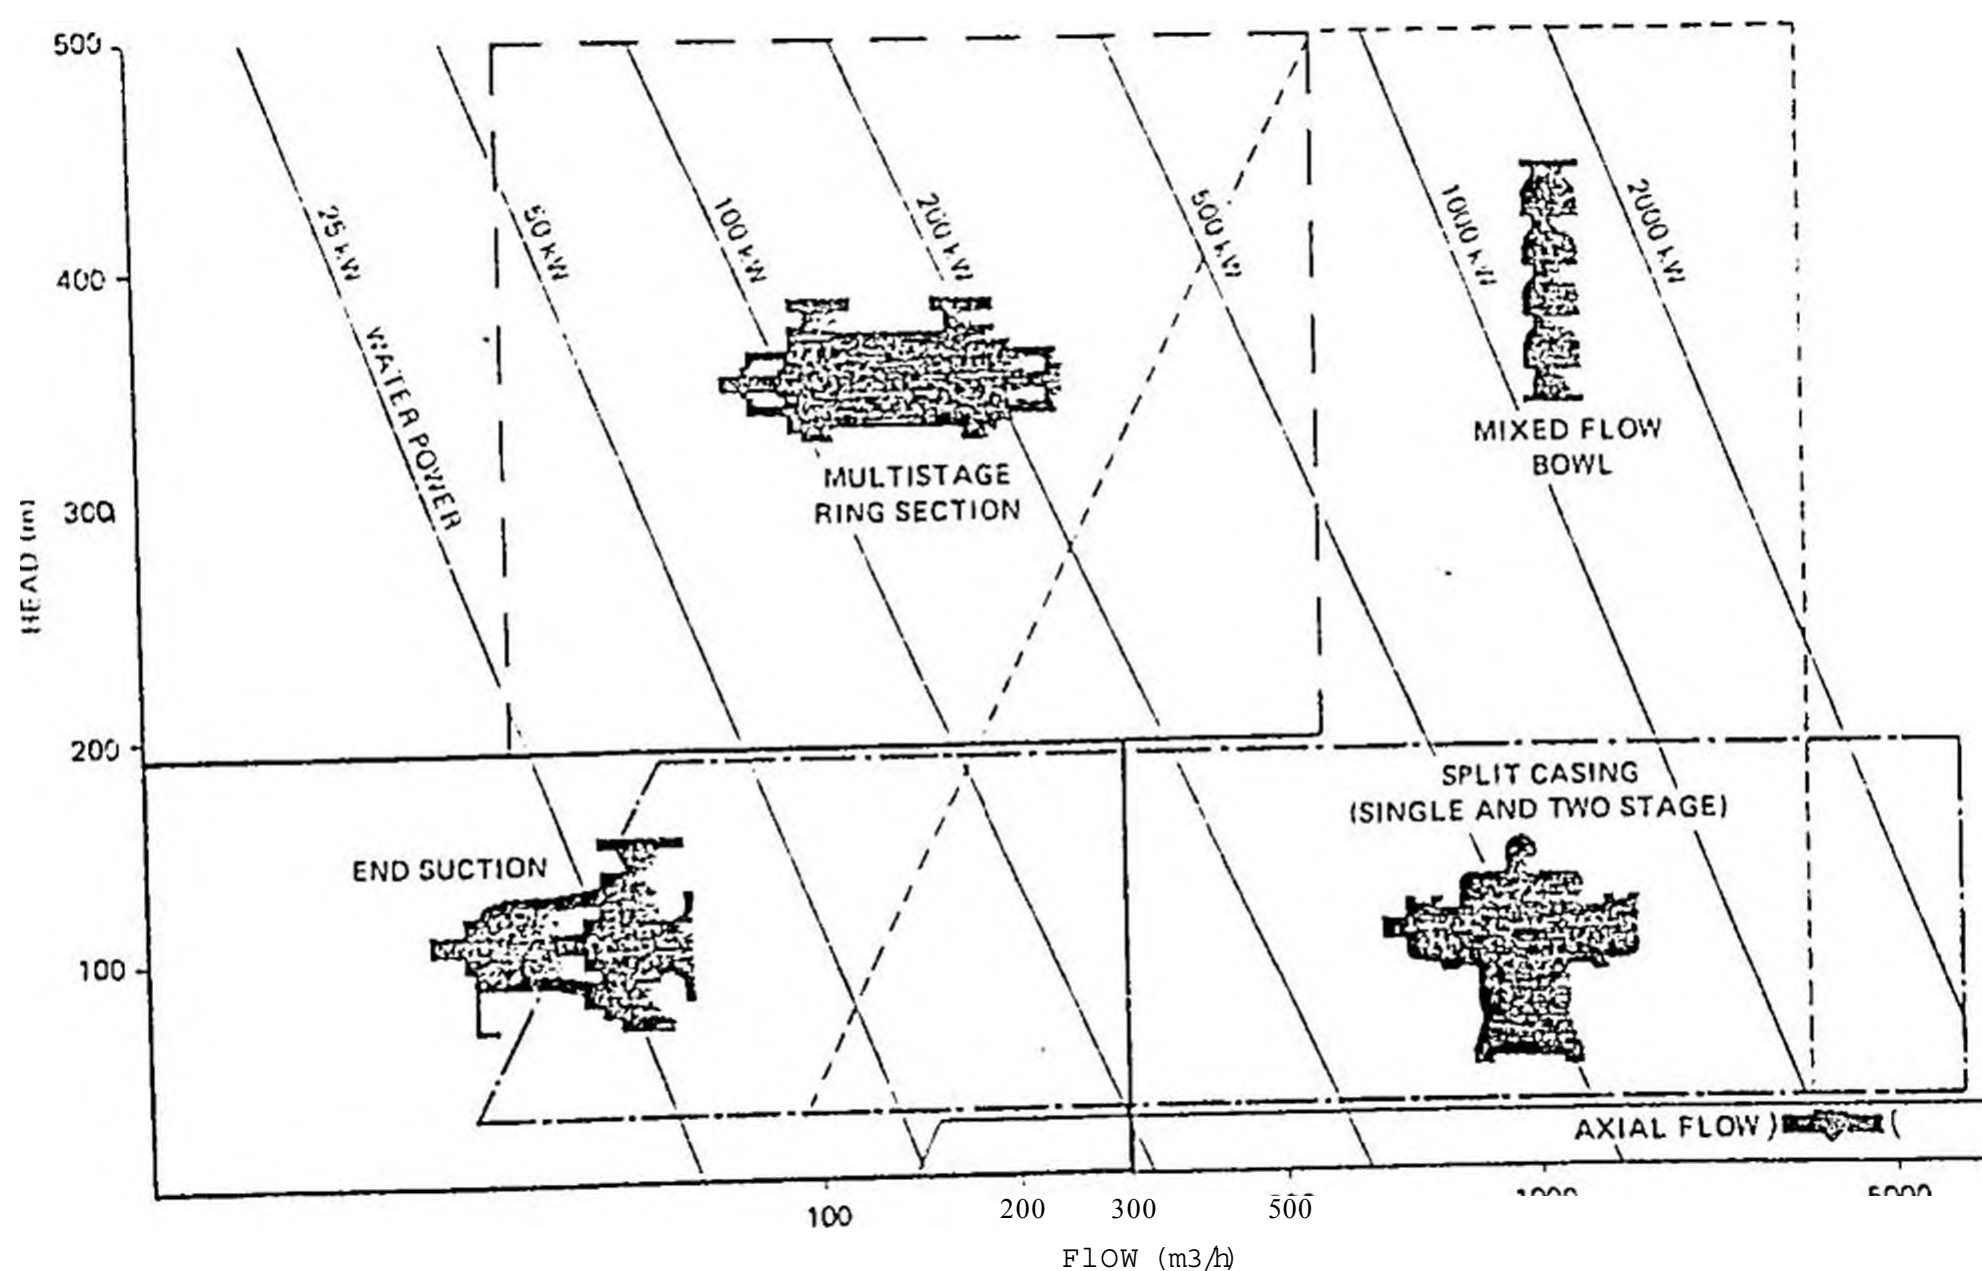 500
400
300
200
100
HEAD (m)
25 kW
WATER POWER
50 kW
100 kW
200 kW
500 kW
1000 kW
2000 kW
MULTISTAGE
RING SECTION
MIXED FLOW
BOWL
END SUCTION
SPLIT CASING
(SINGLE AND TWO STAGE)
AXIAL FLOW
100
200
300
500
1000
5000
FlOW (m3/h)